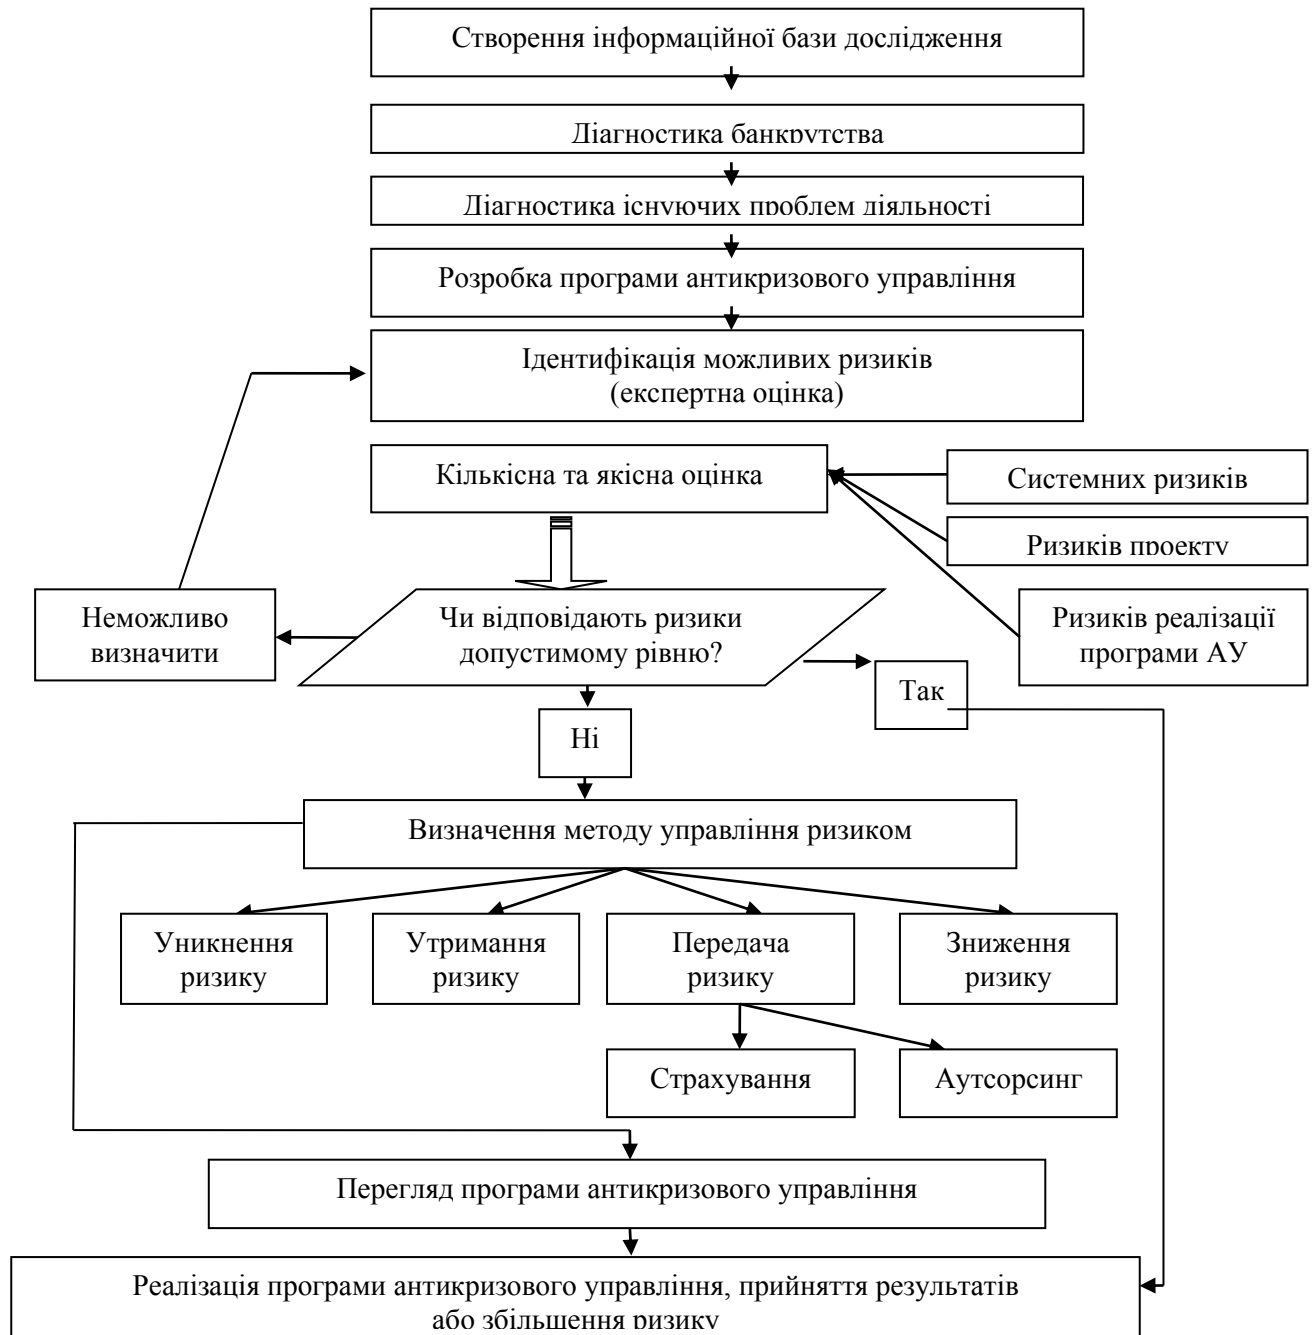 Створення інформаційної бази дослідження
Діагностика банкрутства
Діагностика існуючих проблем діяльності
Розробка програми антикризового управління
Ідентифікація можливих ризиків
(експертна оцінка)
Кількісна та якісна оцінка
Системних ризиків
Ризиків проекту
Ризиків реалізації
програми АУ
Чи відповідають ризики
допустимому рівню?
Неможливо
визначити
Так
Ні
Визначення методу управління ризиком
Уникнення
ризику
Утримання
ризику
Передача
ризику
Зниження
ризику
Страхування
Аутсорсинг
Перегляд програми антикризового управління
Реалізація програми антикризового управління, прийняття результатів
або збільшення ризику